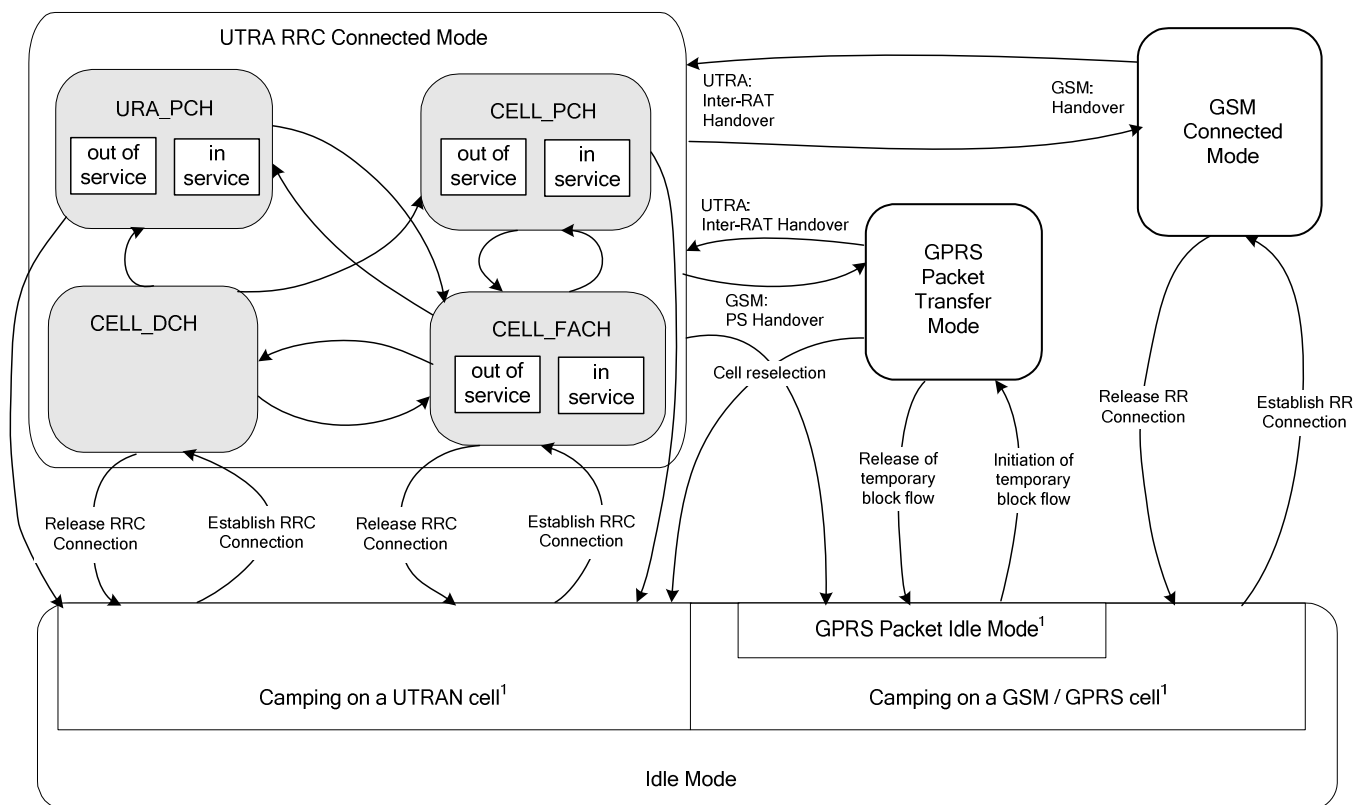 UTRA RRC Connected Mode
URA_PCH
out of
service
in
service
CELL_PCH
out of
service
in
service
CELL_DCH
CELL_FACH
out of
service
in
service
UTRA:
Inter-RAT
Handover
GSM:
Handover
GSM
Connected
Mode
UTRA:
Inter-RAT Handover
GSM:
PS Handover
GPRS
Packet
Transfer
Mode
Cell reselection
Release RRC
Connection
Establish RRC
Connection
Release RRC
Connection
Establish RRC
Connection
Release of
temporary
block flow
Initiation of
temporary
block flow
Release RR
Connection
Establish RR
Connection
GPRS Packet Idle Mode¹
Camping on a UTRAN cell¹
Camping on a GSM / GPRS cell¹
Idle Mode